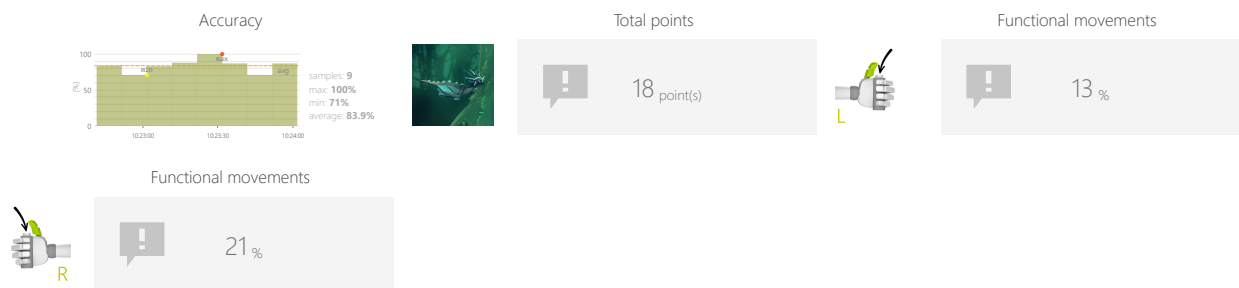 Accuracy
100
50
0
[%]
min
max
avg
10:23:00
10:23:30
10:24:00
samples: 9
max: 100%
min: 71%
average: 83.9%
Total points
18 point(s)
Functional movements
L
13 %
Functional movements
R
21 %